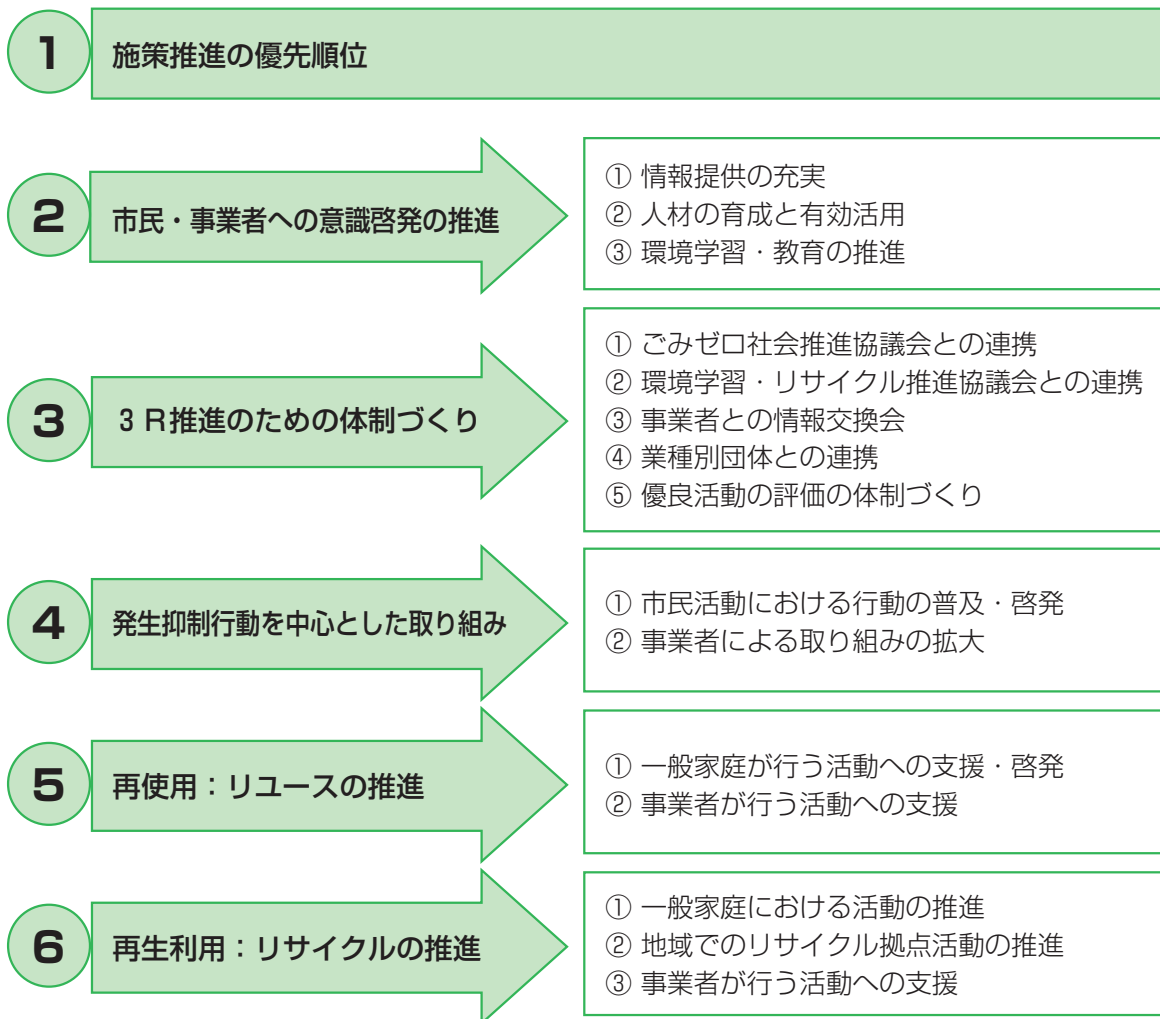 1 施策推進の優先順位
2 市民・事業者への意識啓発の推進
① 情報提供の充実
② 人材の育成と有効活用
③ 環境学習・教育の推進
3 3R推進のための体制づくり
① ごみゼロ社会推進協議会との連携
② 環境学習・リサイクル推進協議会との連携
③ 事業者との情報交換会
④ 業種別団体との連携
⑤ 優良活動の評価の体制づくり
4 発生抑制行動を中心とした取り組み
① 市民活動における行動の普及・啓発
② 事業者による取り組みの拡大
5 再使用：リユースの推進
① 一般家庭が行う活動への支援・啓発
② 事業者が行う活動への支援
6 再生利用：リサイクルの推進
① 一般家庭における活動の推進
② 地域でのリサイクル拠点活動の推進
③ 事業者が行う活動への支援